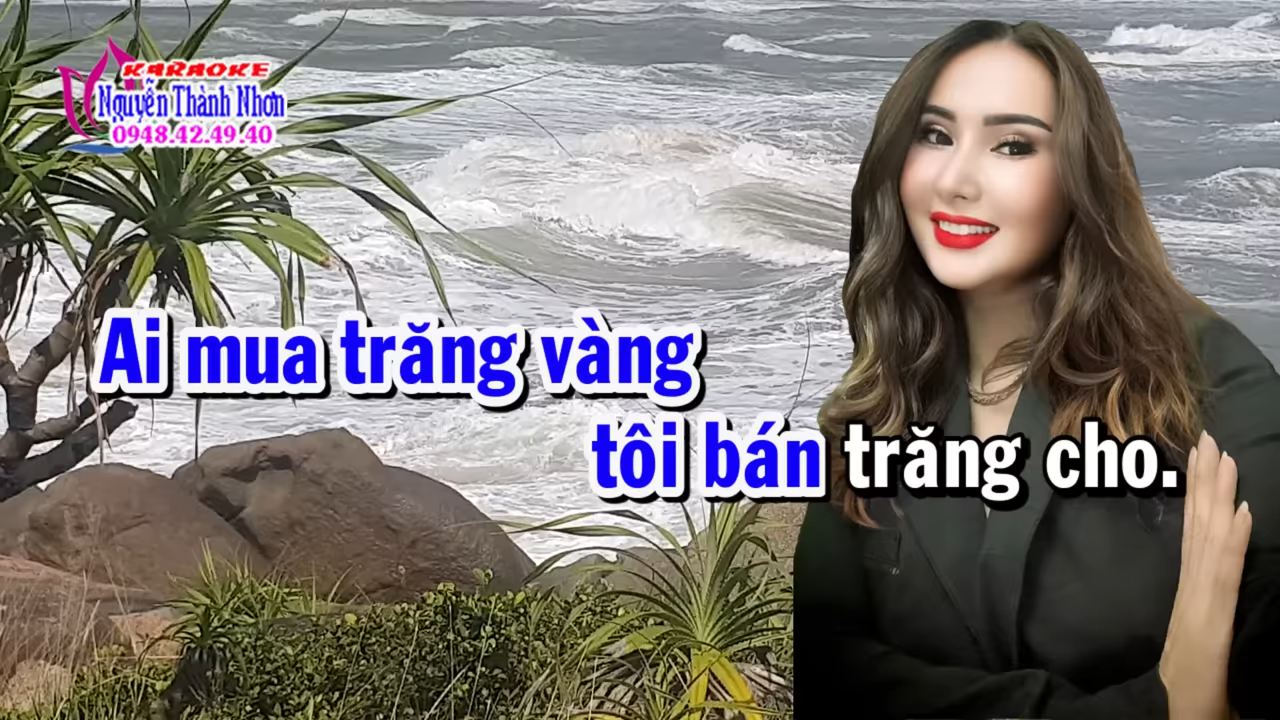 KARAOKE
Nguyễn Thành Nhơn
0948.42.49.40
Ai mua trăng vàng
tôi bán trăng cho.